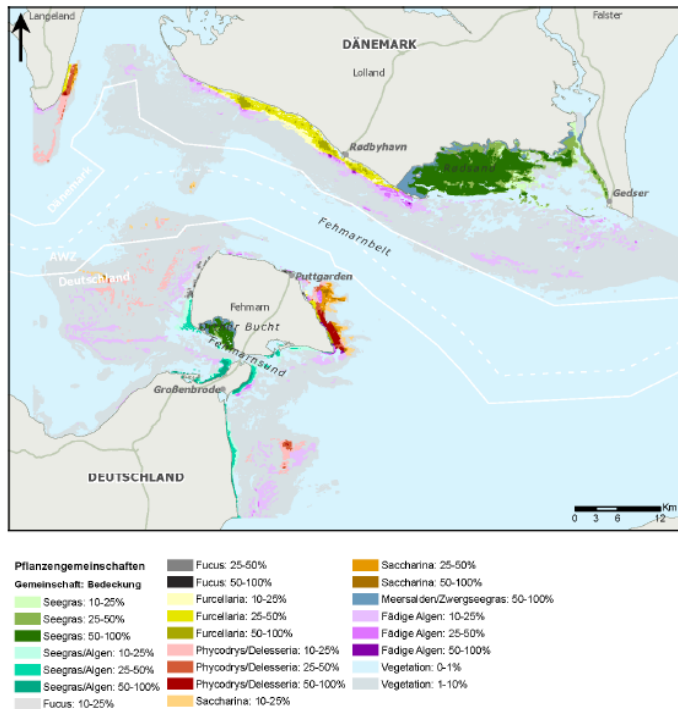 Langeland
Falster
DÄNEMARK
Lolland
Rødbyhavn
Rødsand
Gedser
Dänemark
Fehmarnbelt
AWZ
Deutschland
Puttgarden
Fehmarn
Bucht
Fehmarnsund
Großenbrode
DEUTSCHLAND
Km
0 3 6 12
Pflanzengemeinschaften
Gemeinschaft: Bedeckung
Seegras: 10-25%
Seegras: 25-50%
Seegras: 50-100%
Seegras/Algen: 10-25%
Seegras/Algen: 25-50%
Seegras/Algen: 50-100%
Fucus: 10-25%
Fucus: 25-50%
Fucus: 50-100%
Furcellaria: 10-25%
Furcellaria: 25-50%
Furcellaria: 50-100%
Phycodrys/Delesseria: 10-25%
Phycodrys/Delesseria: 25-50%
Phycodrys/Delesseria: 50-100%
Saccharina: 10-25%
Saccharina: 25-50%
Saccharina: 50-100%
Meersalden/Zwergseegras: 50-100%
Fädige Algen: 10-25%
Fädige Algen: 25-50%
Fädige Algen: 50-100%
Vegetation: 0-1%
Vegetation: 1-10%